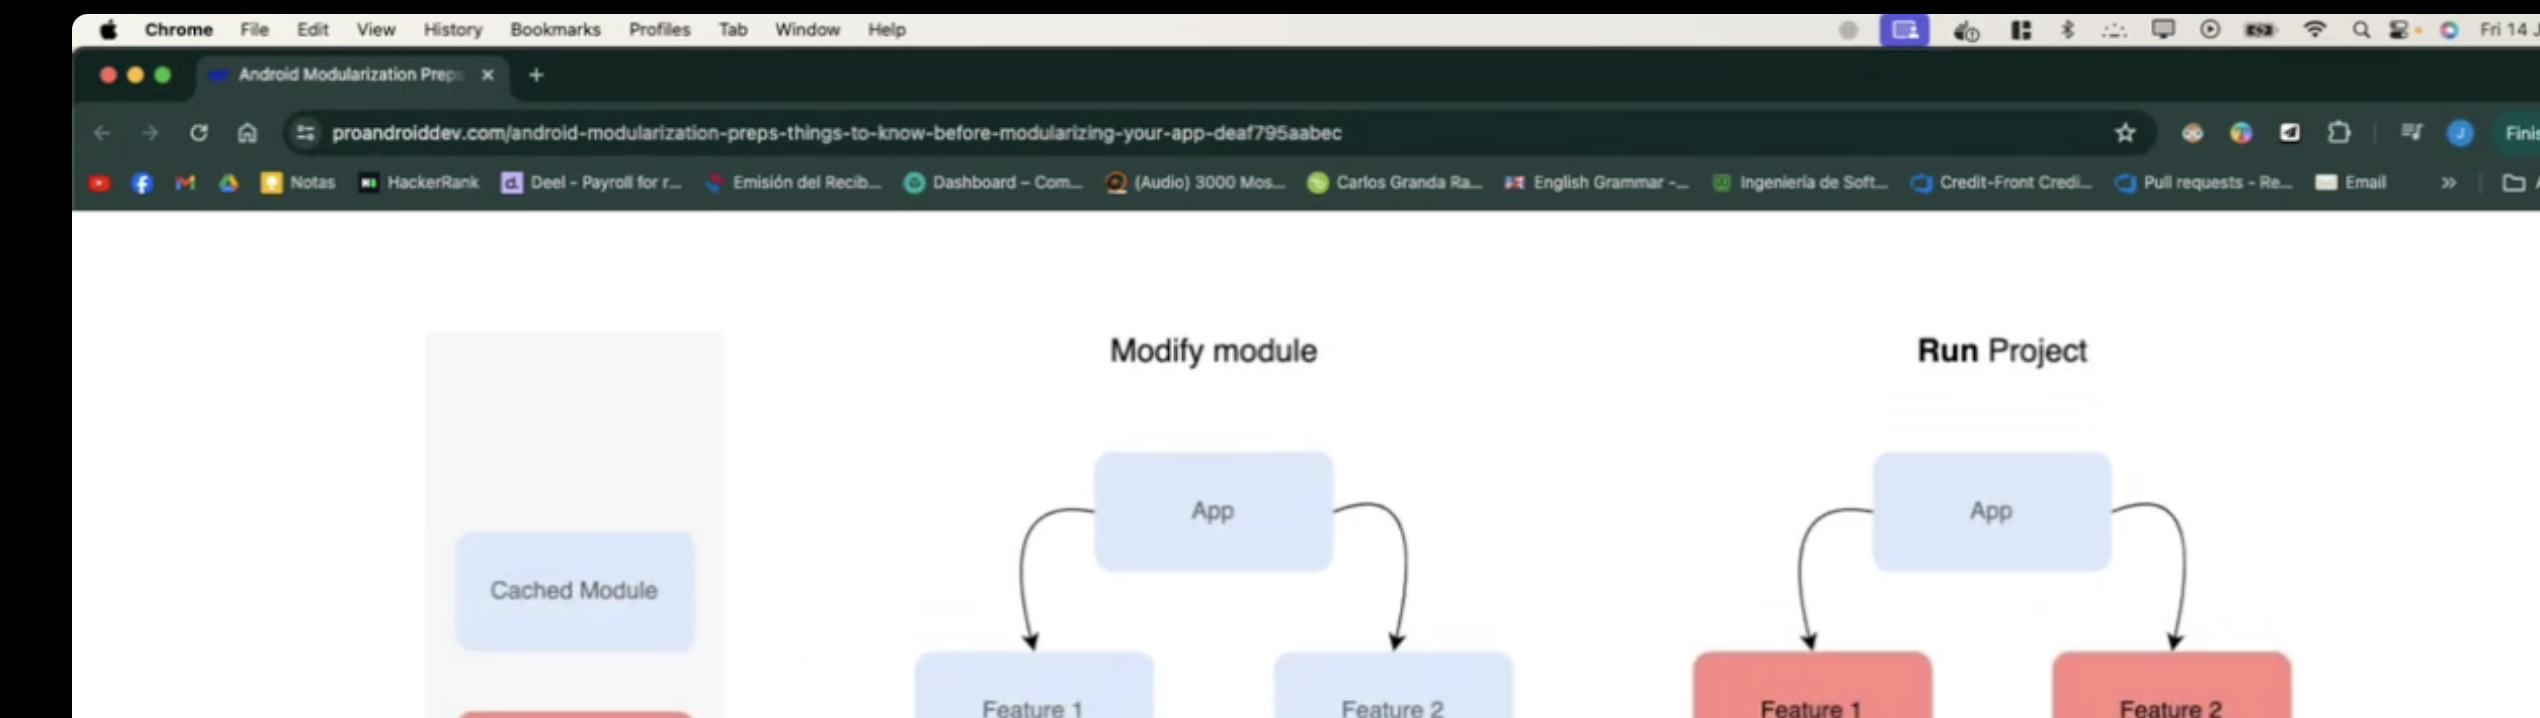 Chrome File Edit View History Bookmarks Profiles Tab Window Help Fri 14
Android Modularization Preps
proandroiddev.com/android-modularization-preps-things-to-know-before-modularizing-your-app-deaf795aabec J Finis
Notas HackerRank Deel - Payroll for r... Emisión del Recib... Dashboard – Com... (Audio) 3000 Mos... Carlos Granda Ra... English Grammar -... Ingeniería de Soft... Credit-Front Credi... Pull requests - Re... Email
Modify module
Run Project
App
App
Cached Module
Feature 1
Feature 2
Feature 1
Feature 2